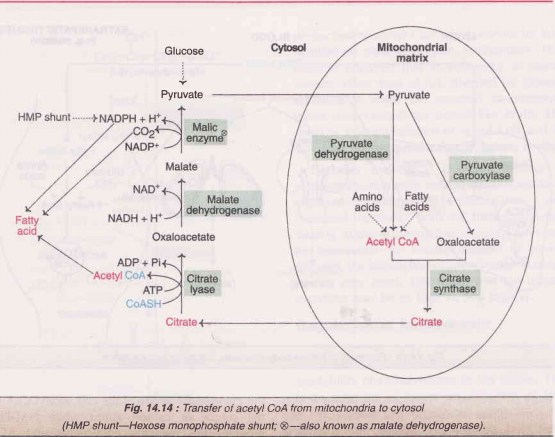 Glucose
Cytosol
Mitochondrial
matrix
Pyruvate
Pyruvate
HMP shunt
NADPH + H⁺
CO₂
NADP⁺
Malic
enzyme⊗
Pyruvate
dehydrogenase
Pyruvate
carboxylase
Malate
NAD⁺
NADH + H⁺
Malate
dehydrogenase
Amino
acids
Fatty
acids
Fatty
acid
Oxaloacetate
Acetyl CoA
Oxaloacetate
ADP + Pi
Acetyl CoA
ATP
CoASH
Citrate
lyase
Citrate
synthase
Citrate
Citrate
Fig. 14.14 : Transfer of acetyl CoA from mitochondria to cytosol
(HMP shunt—Hexose monophosphate shunt; ⊗—also known as malate dehydrogenase).